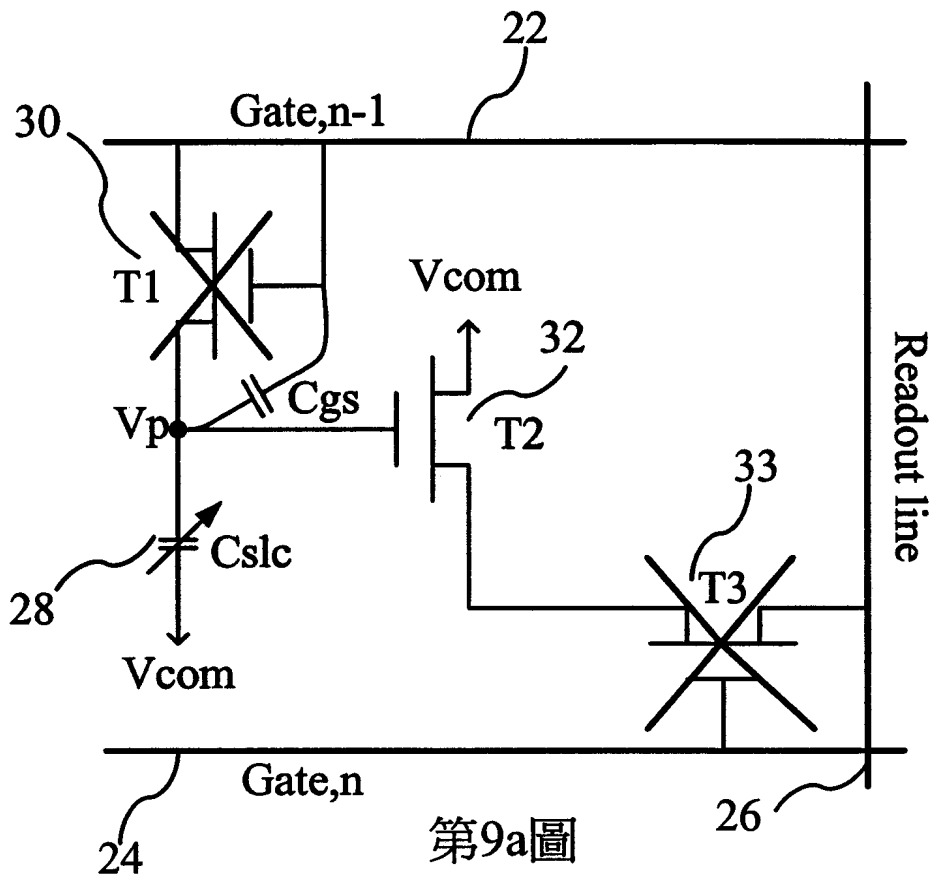 22
Gate,n-1
30
T1
Vcom
32
Cgs
Vp
T2
Readout line
33
Cslc
T3
28
Vcom
Gate,n
26
24
第9a圖